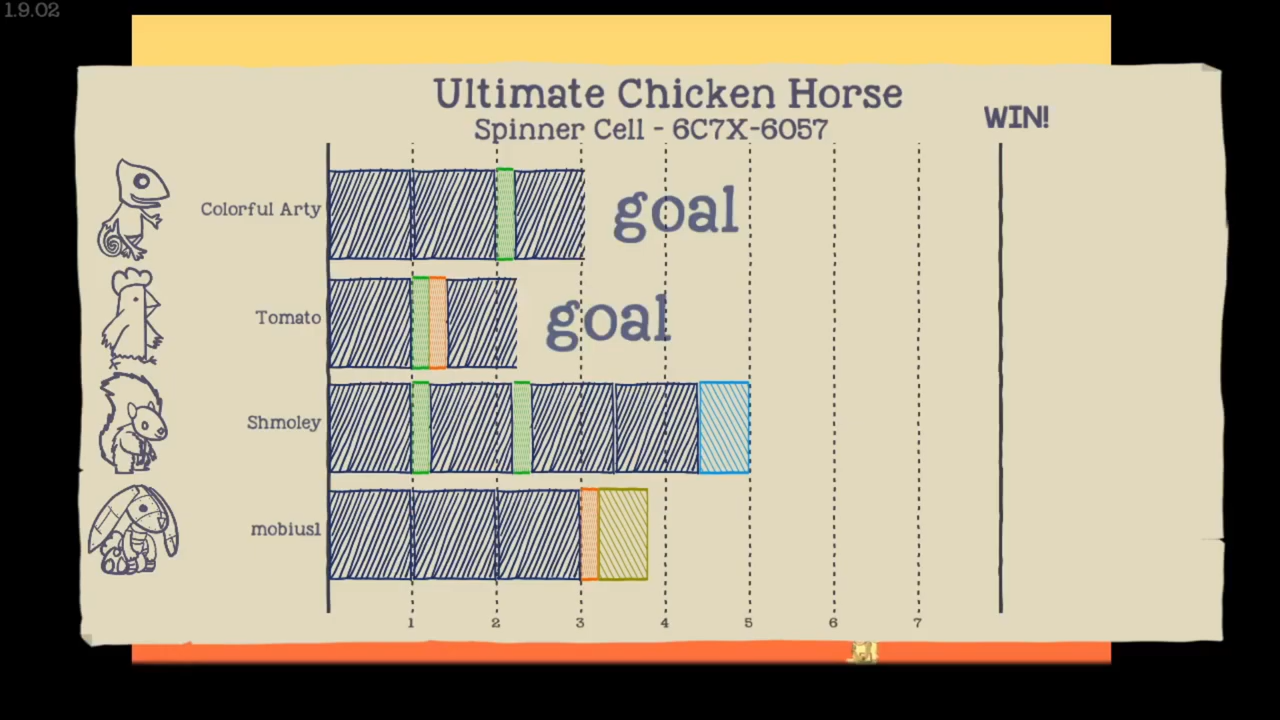 1.9.02
Ultimate Chicken Horse
Spinner Cell - 6C7X-6057
WIN!
Colorful Arty
goal
Tomato
goal
Shmoley
mobius1
1 2 3 4 5 6 7